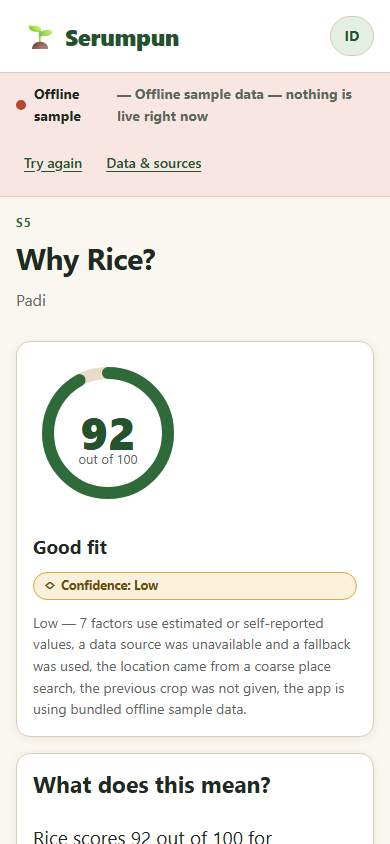 Serumpun
ID
Offline sample — Offline sample data — nothing is live right now
Try again Data & sources
S5
Why Rice?
Padi
92
out of 100
Good fit
Confidence: Low
Low — 7 factors use estimated or self-reported
values, a data source was unavailable and a fallback
was used, the location came from a coarse place
search, the previous crop was not given, the app is
using bundled offline sample data.
What does this mean?
Rice scores 92 out of 100 for